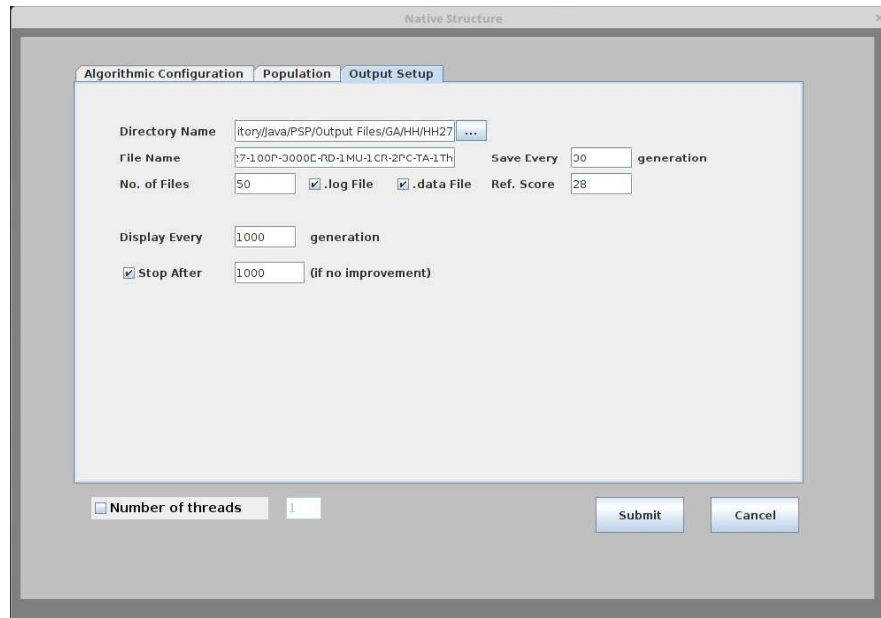 Native Structure
Algorithmic Configuration Population Output Setup
Directory Name itory/Java/PSP/Output Files/GA/HH/HH27 ...
File Name Save Every generation
No. of Files 50 .log File .data File Ref. Score 28
Display Every 1000 generation
Stop After 1000 (if no improvement)
Number of threads 1
Submit Cancel